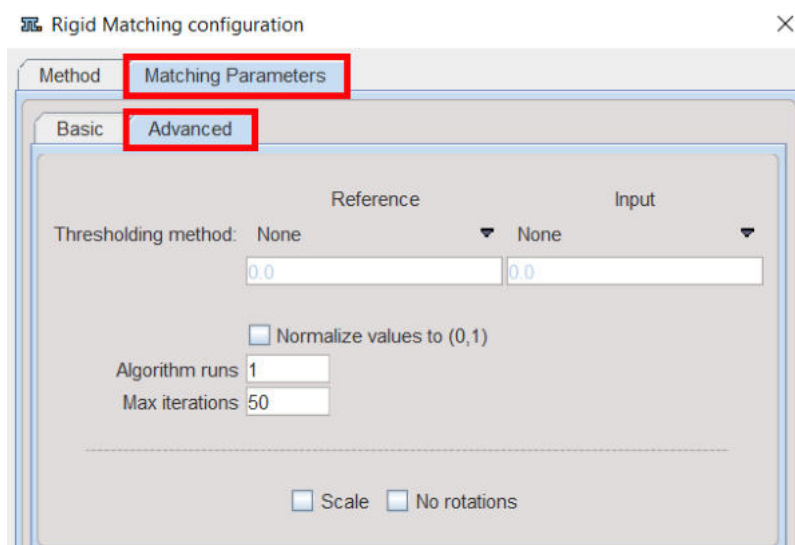 Rigid Matching configuration
Method Matching Parameters
Basic Advanced
Reference Input
Thresholding method: None None
0.0 0.0
Normalize values to (0,1)
Algorithm runs 1
Max iterations 50
Scale No rotations